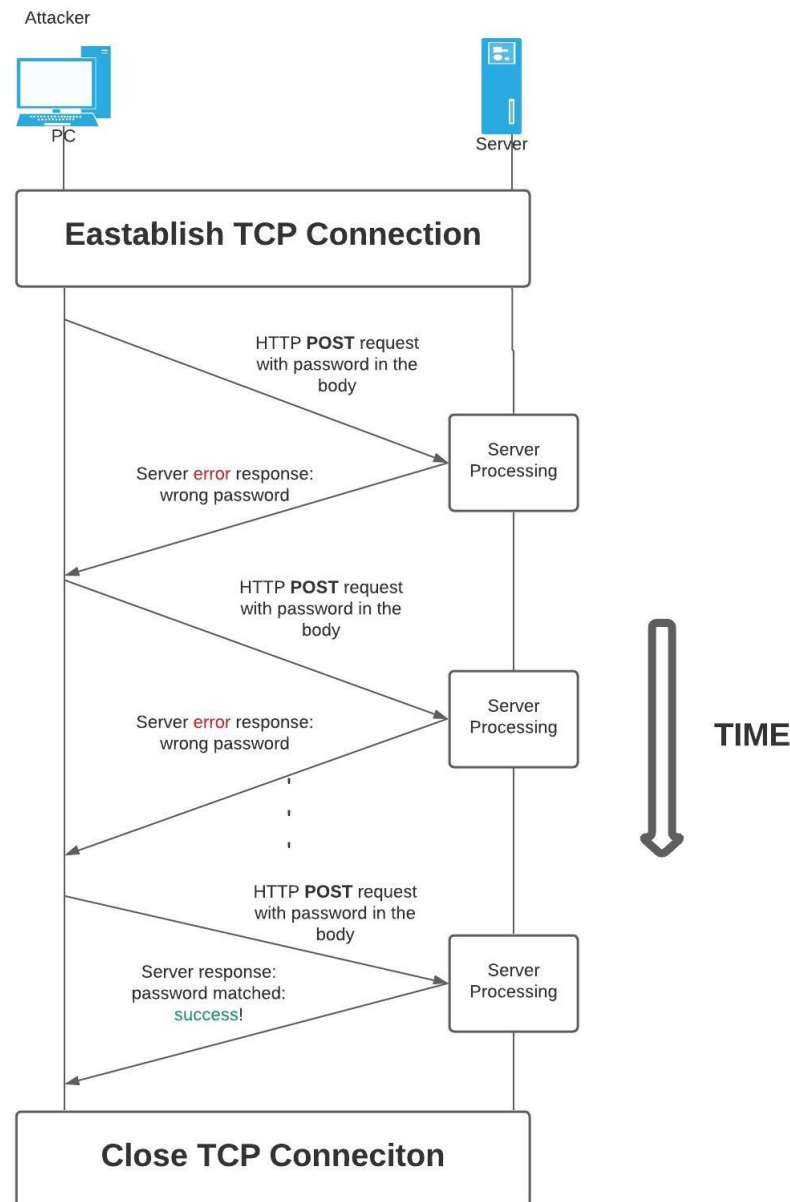 Attacker
PC
Server
Eastablish TCP Connection
HTTP POST request
with password in the
body
Server
Processing
Server error response:
wrong password
HTTP POST request
with password in the
body
Server
Processing
TIME
Server error response:
wrong password
HTTP POST request
with password in the
body
Server
Processing
Server response:
password matched:
success!
Close TCP Conneciton